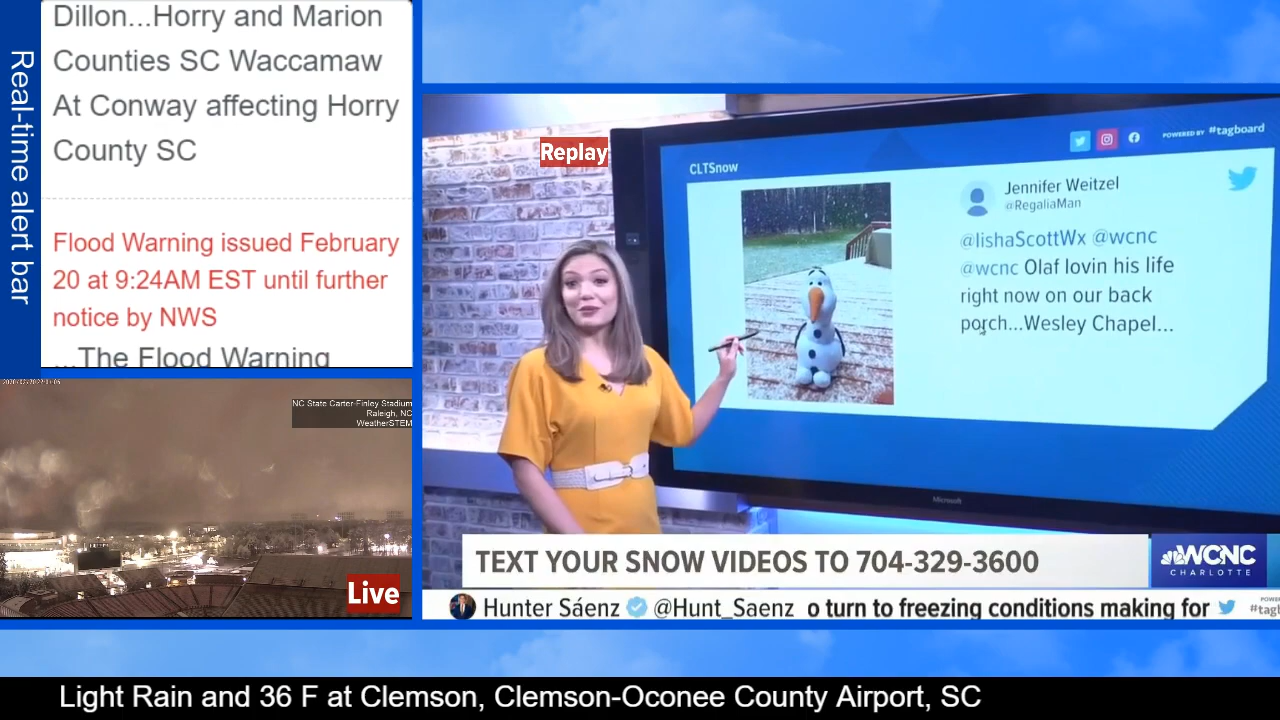 Real-time alert bar
Dillon...Horry and Marion
Counties SC Waccamaw
At Conway affecting Horry
County SC
Flood Warning issued February
20 at 9:24AM EST until further
notice by NWS
...The Flood Warning
NC State Carter-Finley Stadium
Raleigh, NC
WeatherSTEM
Live
Replay
CLTSnow
POWERED BY #tagboard
Jennifer Weitzel
@RegaliaMan
@IishaScottWx @wcnc
@wcnc Olaf lovin his life
right now on our back
porch...Wesley Chapel...
Microsoft
TEXT YOUR SNOW VIDEOS TO 704-329-3600
WCNC
CHARLOTTE
Hunter Sáenz @Hunt_Saenz o turn to freezing conditions making for
Light Rain and 36 F at Clemson, Clemson-Oconee County Airport, SC